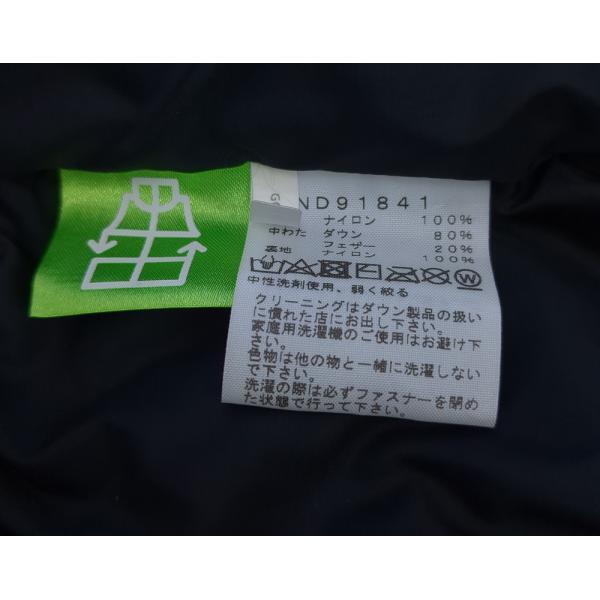 G
ND91841
ナイロン 100%
中わた ダウン 80%
フェザー 20%
裏地 ナイロン 100%
W
中性洗剤使用、弱く絞る
クリーニングはダウン製品の扱い
に慣れた店にお出し下さい。
家庭用洗濯機のご使用はお避け下
さい。
色物は他の物と一緒に洗濯しない
で下さい。
洗濯の際は必ずファスナーを閉め
た状態で行って下さい。